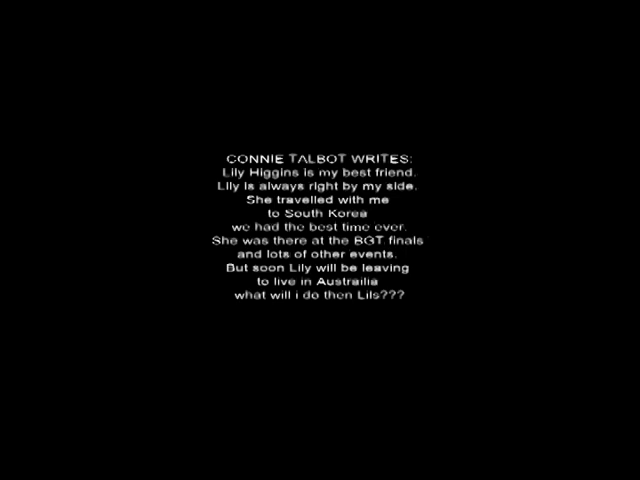 CONNIE TALBOT WRITES:
Lily Higgins is my best friend.
Lily is always right by my side.
She travelled with me
to South Korea
we had the best time ever.
She was there at the BGT finals
and lots of other events.
But soon Lily will be leaving
to live in Austrailia
what will i do then Lils???